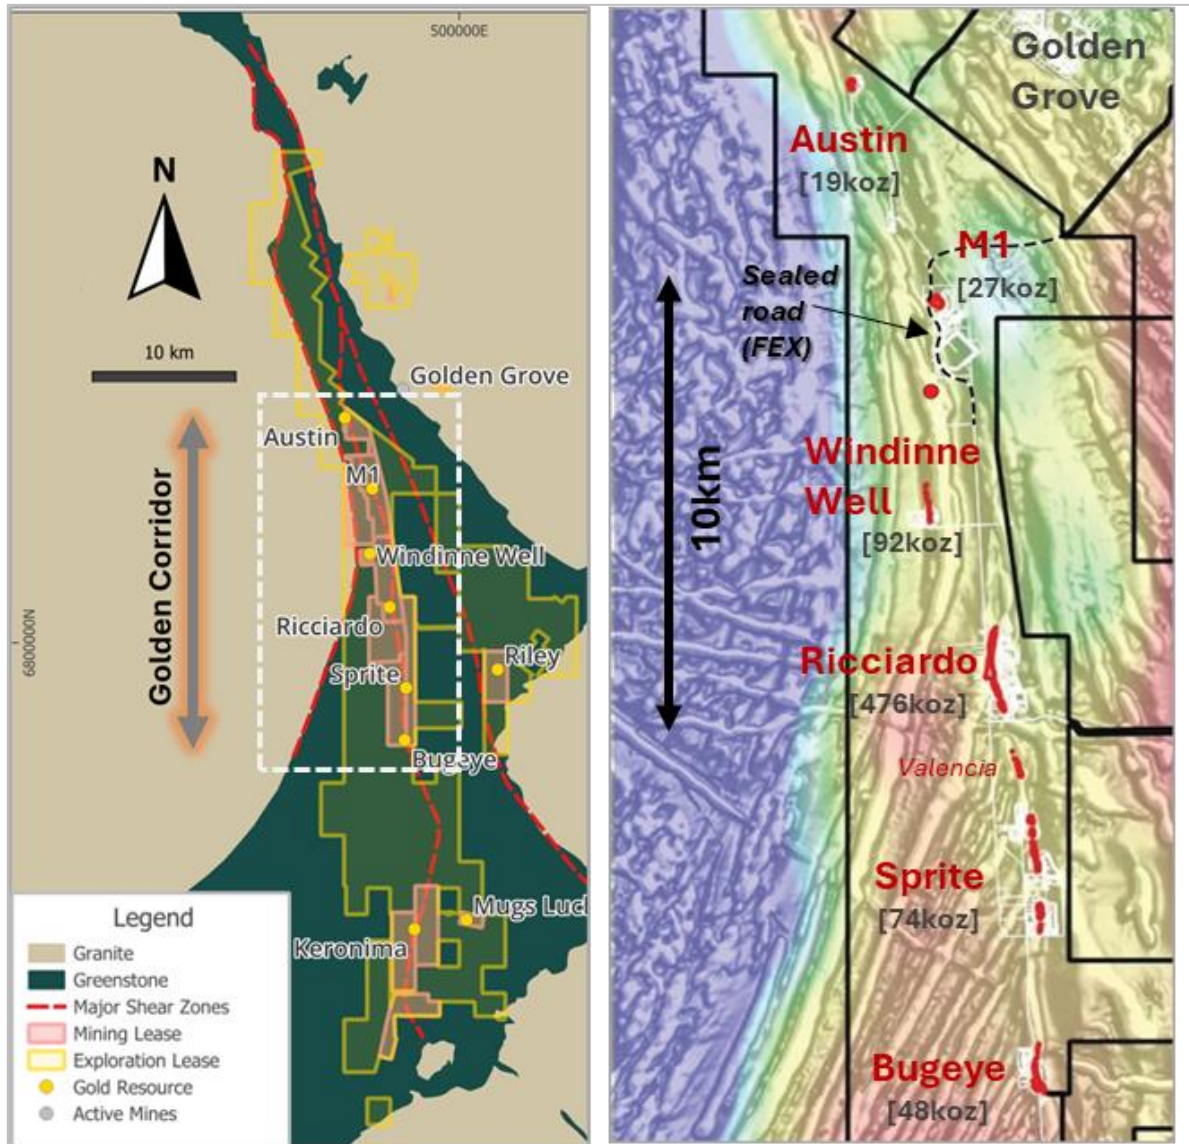 500000E
N
10 km
Golden Grove
Golden Corridor
Austin
M1
Windinne Well
Ricciardo
6800000N
Riley
Sprite
Bugeye
Mugs Lucl
Keronima
Legend
Granite
Greenstone
Major Shear Zones
Mining Lease
Exploration Lease
Gold Resource
Active Mines
Golden
Grove
Austin
[19koz]
M1
[27koz]
Sealed
road
(FEX)
10km
Windinne
Well
[92koz]
Ricciardo
[476koz]
Valencia
Sprite
[74koz]
Bugeye
[48koz]